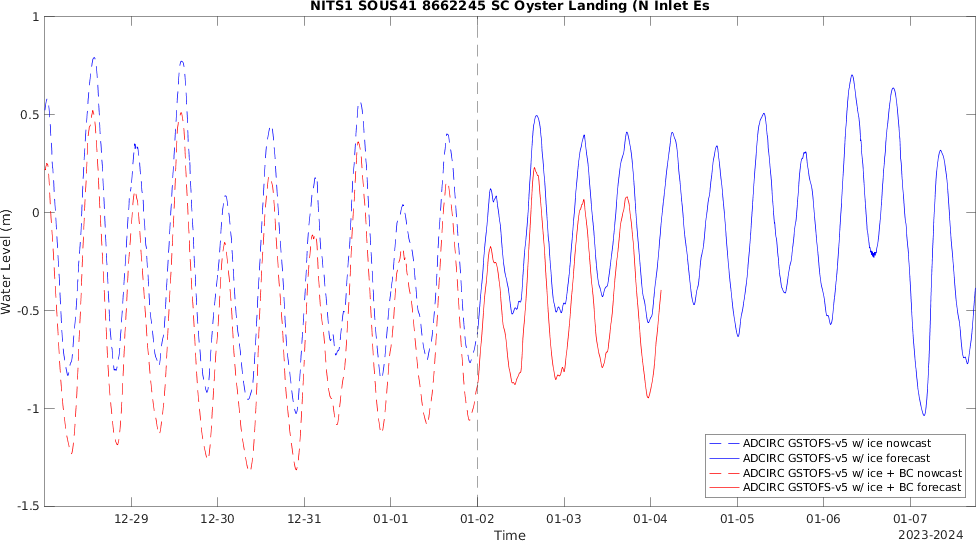 NITS1 SOUS41 8662245 SC Oyster Landing (N Inlet Es
1
0.5
0
-0.5
-1
-1.5
Water Level (m)
12-29 12-30 12-31 01-01 01-02 01-03 01-04 01-05 01-06 01-07
Time
2023-2024
ADCIRC GSTOFS-v5 w/ ice nowcast
ADCIRC GSTOFS-v5 w/ ice forecast
ADCIRC GSTOFS-v5 w/ ice + BC nowcast
ADCIRC GSTOFS-v5 w/ ice + BC forecast